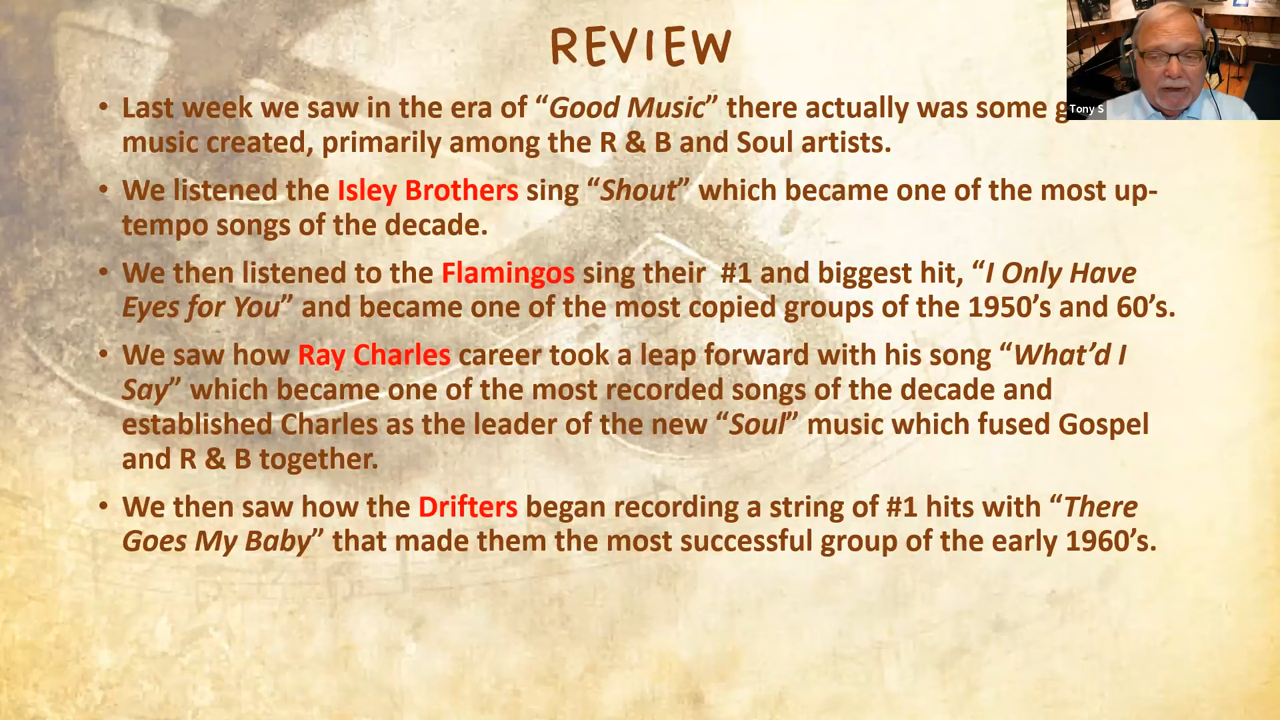 REVIEW
• Last week we saw in the era of “Good Music” there actually was some
music created, primarily among the R & B and Soul artists.
• We listened the Isley Brothers sing “Shout” which became one of the most up-
tempo songs of the decade.
• We then listened to the Flamingos sing their  #1 and biggest hit, “I Only Have
Eyes for You” and became one of the most copied groups of the 1950’s and 60’s.
• We saw how Ray Charles career took a leap forward with his song “What’d I
Say” which became one of the most recorded songs of the decade and
established Charles as the leader of the new “Soul” music which fused Gospel
and R & B together.
• We then saw how the Drifters began recording a string of #1 hits with “There
Goes My Baby” that made them the most successful group of the early 1960’s.
Tony S